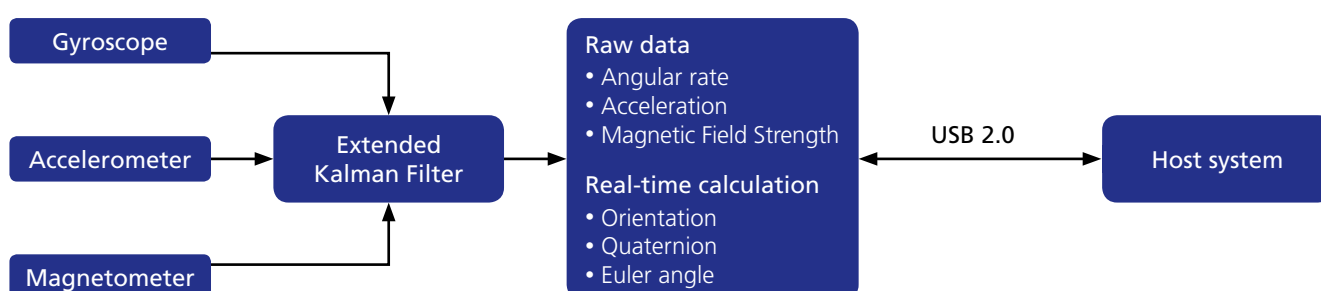 Gyroscope
Accelerometer
Magnetometer
Extended
Kalman Filter
Raw data
• Angular rate
• Acceleration
• Magnetic Field Strength
Real-time calculation
• Orientation
• Quaternion
• Euler angle
USB 2.0
Host system